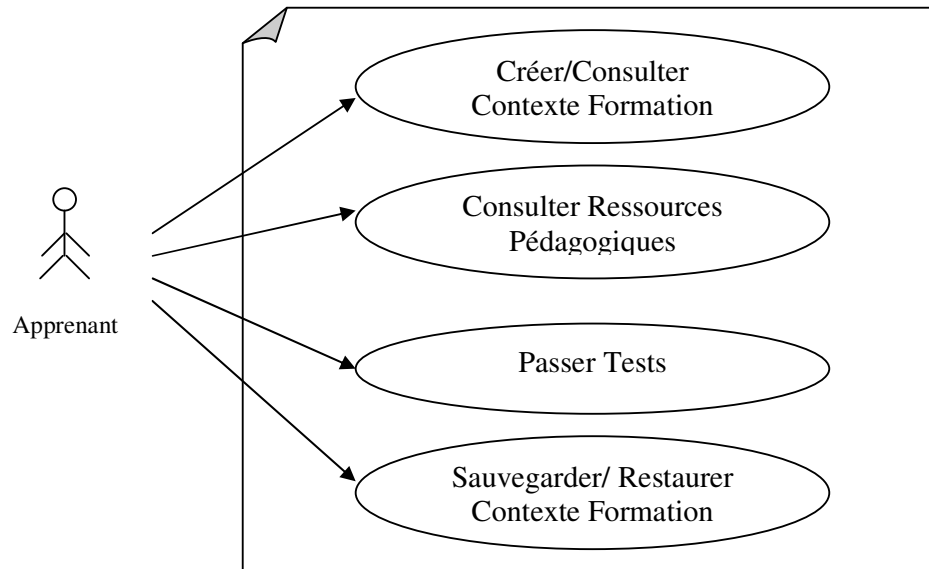 Créer/Consulter
Contexte Formation
Consulter Ressources
Pédagogiques
Apprenant
Passer Tests
Sauvegarder/ Restaurer
Contexte Formation